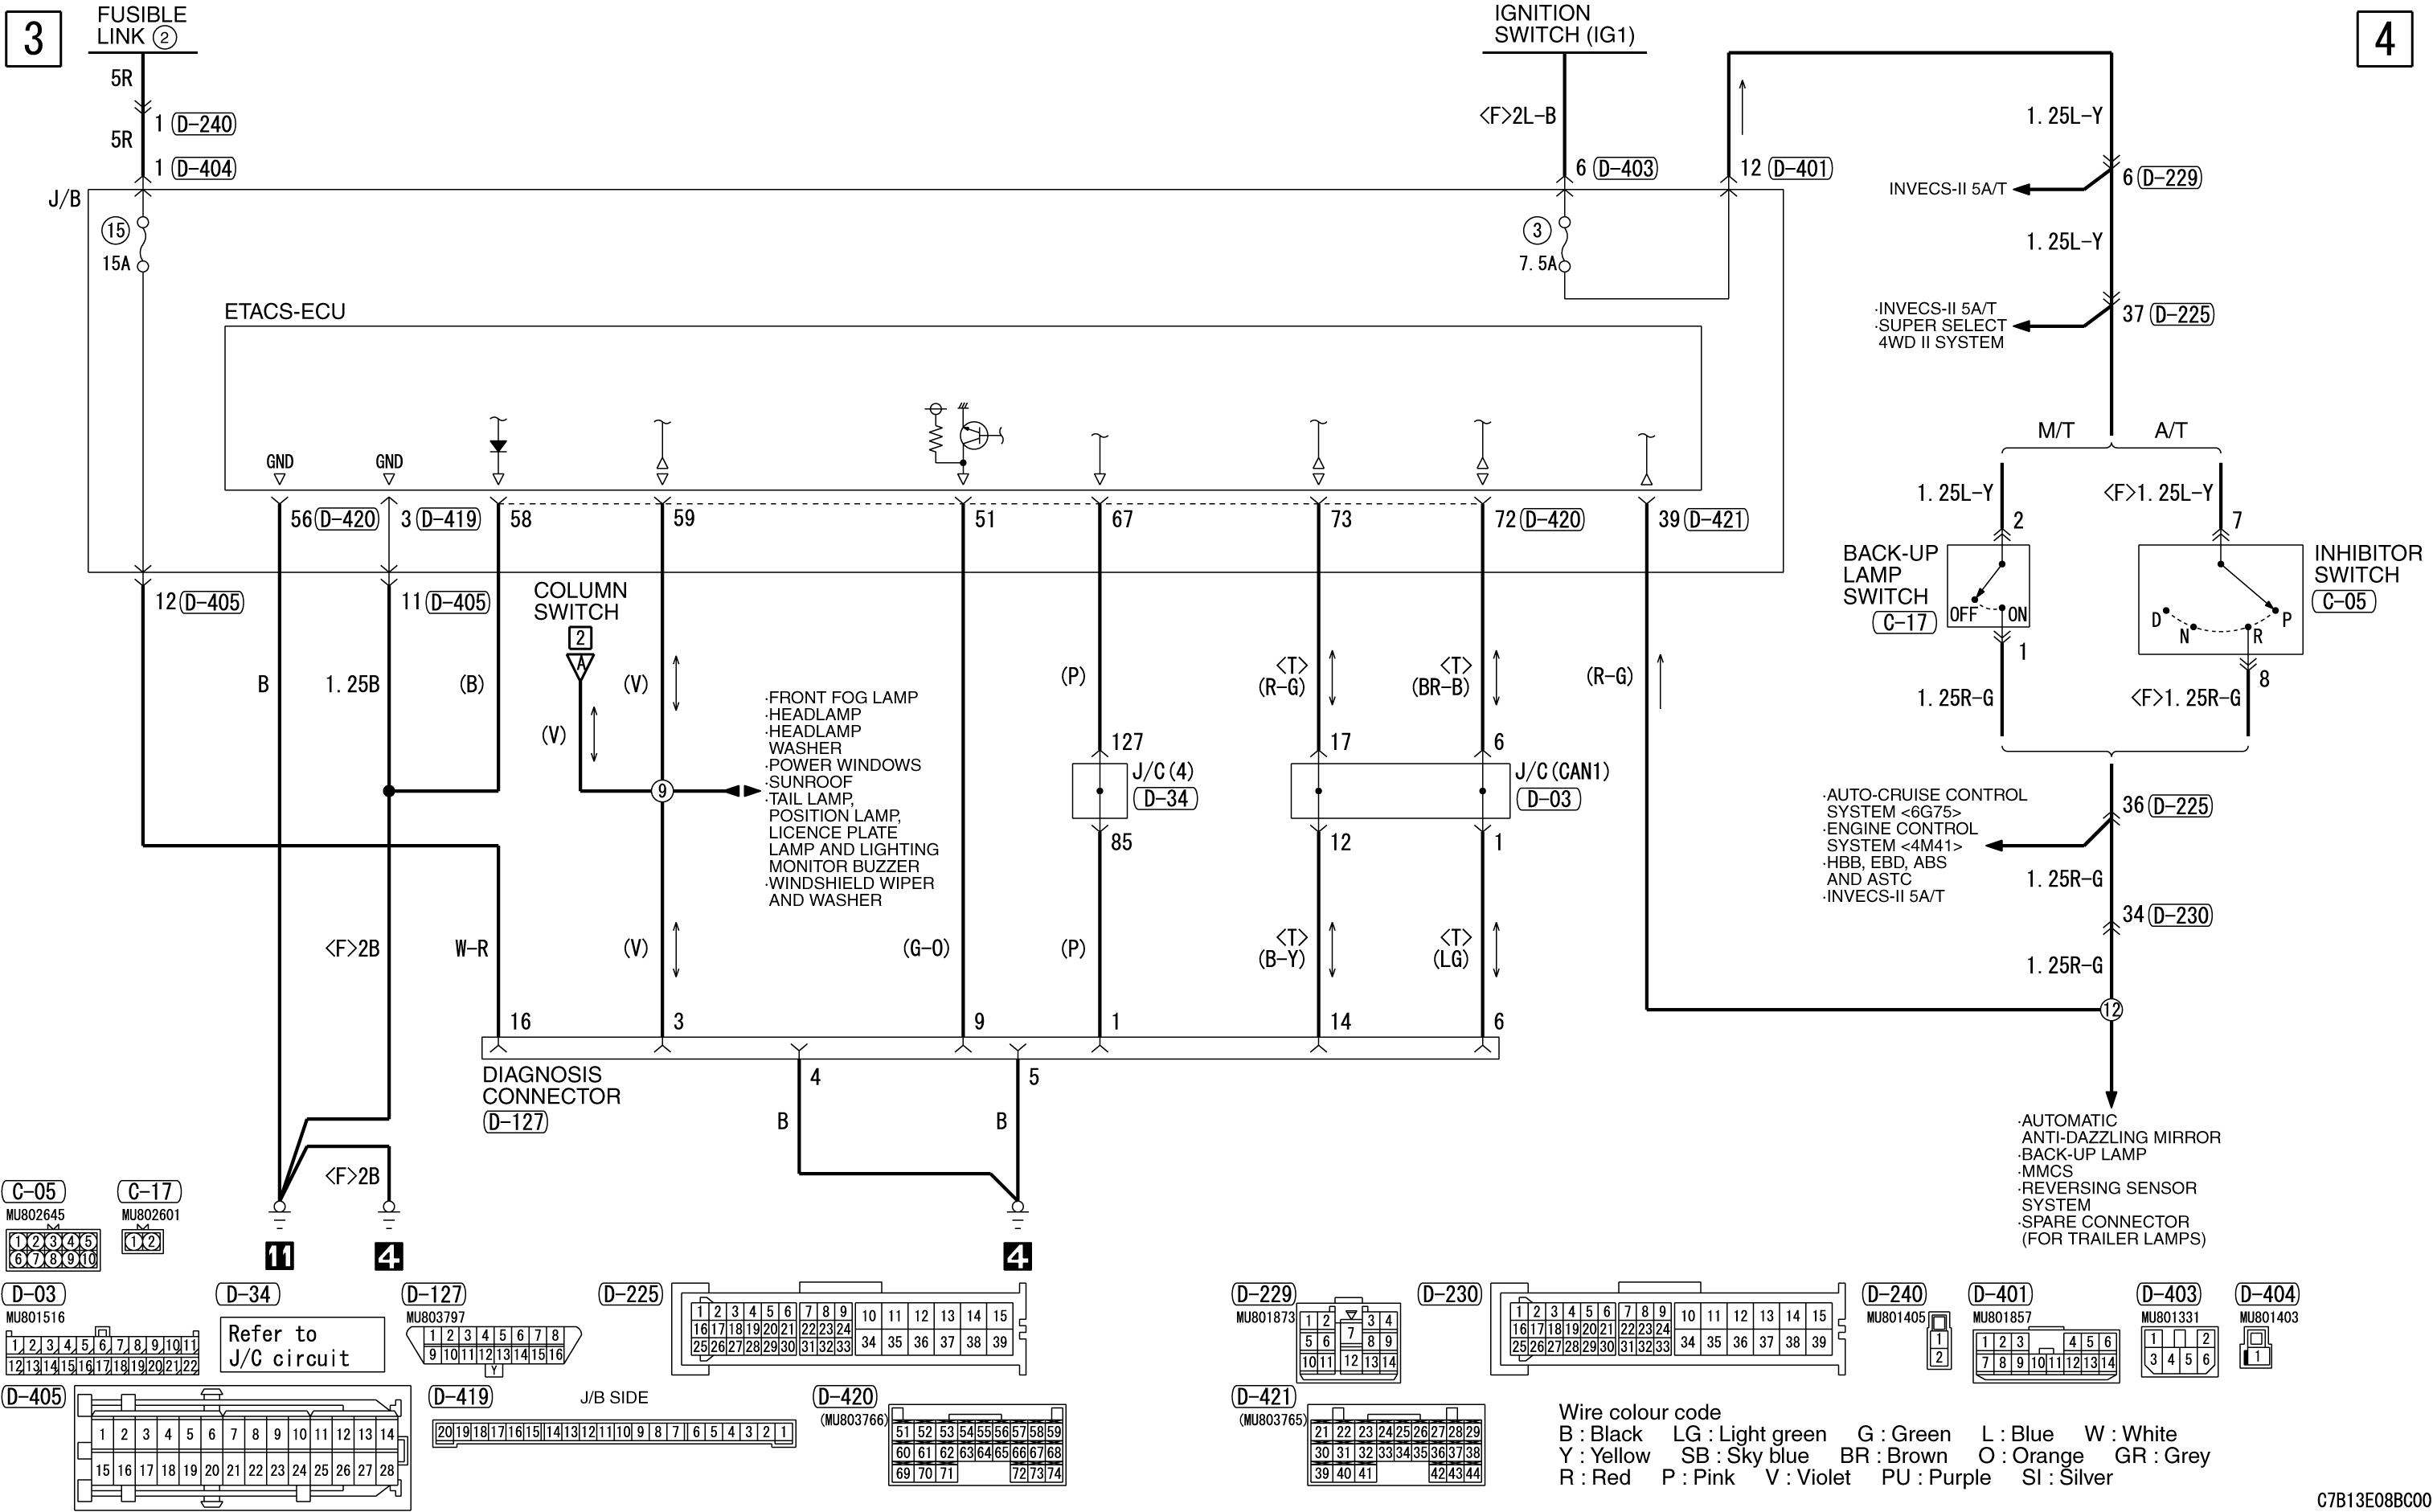 3
FUSIBLE
LINK ②
IGNITION
SWITCH (IG1)
4
5R
1 (D-240)
5R
1 (D-404)
<F>2L-B
6 (D-403)
12 (D-401)
1.25L-Y
6 (D-229)
INVECS-II 5A/T
1.25L-Y
J/B
15
15A
3
7.5A
·INVECS-II 5A/T
·SUPER SELECT
4WD II SYSTEM
37 (D-225)
ETACS-ECU
GND
GND
M/T
A/T
56 (D-420)
3 (D-419)
58
59
51
67
73
72 (D-420)
39 (D-421)
1.25L-Y
<F>1.25L-Y
2
7
BACK-UP
LAMP
SWITCH
C-17
OFF
ON
1
INHIBITOR
SWITCH
C-05
D
N
R
P
8
12 (D-405)
11 (D-405)
COLUMN
SWITCH
2
A
B
1.25B
(B)
(V)
(V)
(P)
<T>
(R-G)
<T>
(BR-B)
(R-G)
1.25R-G
<F>1.25R-G
9
·FRONT FOG LAMP
·HEADLAMP
·HEADLAMP
WASHER
·POWER WINDOWS
·SUNROOF
·TAIL LAMP,
POSITION LAMP,
LICENCE PLATE
LAMP AND LIGHTING
MONITOR BUZZER
·WINDSHIELD WIPER
AND WASHER
127
J/C(4)
D-34
85
17
6
J/C(CAN1)
D-03
12
1
·AUTO-CRUISE CONTROL
SYSTEM <6G75>
·ENGINE CONTROL
SYSTEM <4M41>
·HBB, EBD, ABS
AND ASTC
·INVECS-II 5A/T
36 (D-225)
1.25R-G
34 (D-230)
1.25R-G
12
<F>2B
W-R
(V)
(G-O)
(P)
<T>
(B-Y)
<T>
(LG)
16
3
9
1
14
6
DIAGNOSIS
CONNECTOR
D-127
4
5
B
B
<F>2B
11
4
4
·AUTOMATIC
ANTI-DAZZLING MIRROR
·BACK-UP LAMP
·MMCS
·REVERSING SENSOR
SYSTEM
·SPARE CONNECTOR
(FOR TRAILER LAMPS)
C-05
MU802645
1 2 3 4 5
6 7 8 9 10
C-17
MU802601
1 2
D-03
MU801516
1 2 3 4 5 6 7 8 9 10 11
12 13 14 15 16 17 18 19 20 21 22
D-34
Refer to
J/C circuit
D-127
MU803797
1 2 3 4 5 6 7 8
9 10 11 12 13 14 15 16
Y
D-225
1 2 3 4 5 6 7 8 9 10 11 12 13 14 15
16 17 18 19 20 21 22 23 24
25 26 27 28 29 30 31 32 33 34 35 36 37 38 39
D-229
MU801873
1 2 3 4
5 6 7 8 9
10 11 12 13 14
D-230
1 2 3 4 5 6 7 8 9 10 11 12 13 14 15
16 17 18 19 20 21 22 23 24
25 26 27 28 29 30 31 32 33 34 35 36 37 38 39
D-240
MU801405
1
2
D-401
MU801857
1 2 3 4 5 6
7 8 9 10 11 12 13 14
D-403
MU801331
1 2
3 4 5 6
D-404
MU801403
1
D-405
1 2 3 4 5 6 7 8 9 10 11 12 13 14
15 16 17 18 19 20 21 22 23 24 25 26 27 28
D-419
J/B SIDE
20 19 18 17 16 15 14 13 12 11 10 9 8 7 6 5 4 3 2 1
D-420
(MU803766)
51 52 53 54 55 56 57 58 59
60 61 62 63 64 65 66 67 68
69 70 71 72 73 74
D-421
(MU803765)
21 22 23 24 25 26 27 28 29
30 31 32 33 34 35 36 37 38
39 40 41 42 43 44
Wire colour code
B : Black LG : Light green G : Green L : Blue W : White
Y : Yellow SB : Sky blue BR : Brown O : Orange GR : Grey
R : Red P : Pink V : Violet PU : Purple SI : Silver
C7B13E08BC00